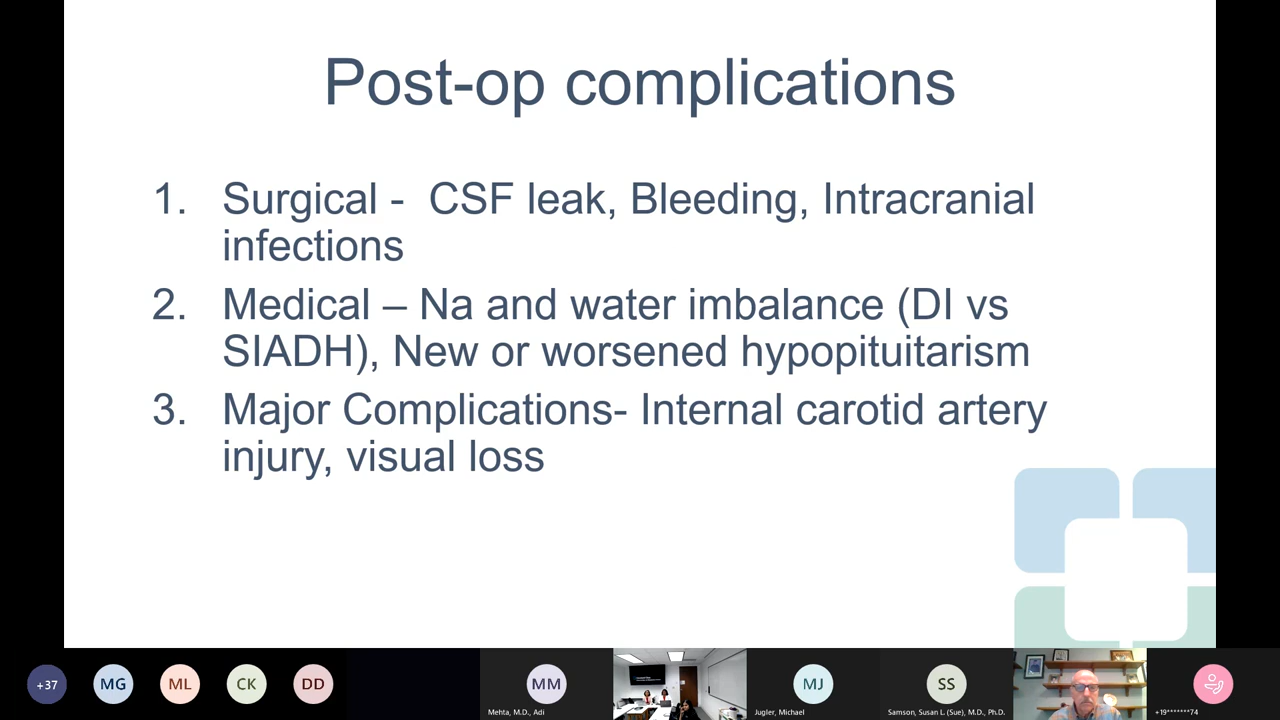 Post-op complications
1. Surgical -  CSF leak, Bleeding, Intracranial
infections
2. Medical – Na and water imbalance (DI vs
SIADH), New or worsened hypopituitarism
3. Major Complications- Internal carotid artery
injury, visual loss
+37
MG
ML
CK
DD
MM
MJ
SS
Mehta, M.D., Adi
Jugler, Michael
Samson, Susan L. (Sue), M.D., Ph.D.
+19*******74